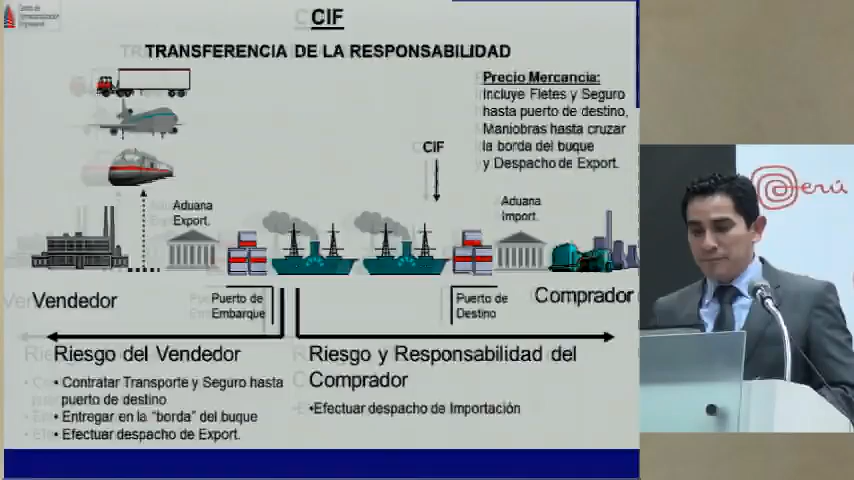 CIF
TRANSFERENCIA DE LA RESPONSABILIDAD
Precio Mercancia:
Incluye Fletes y Seguro
hasta puerto de destino,
Maniobras hasta cruzar
la borda del buque
y Despacho de Export.
CIF
Aduana
Export.
Aduana
Import.
Vendedor
Puerto de
Embarque
Puerto de
Destino
Comprador
Riesgo del Vendedor
• Contratar Transporte y Seguro hasta
puerto de destino
• Entregar en la "borda" del buque
• Efectuar despacho de Export.
Riesgo y Responsabilidad del
Comprador
•Efectuar despacho de Importación
Perú